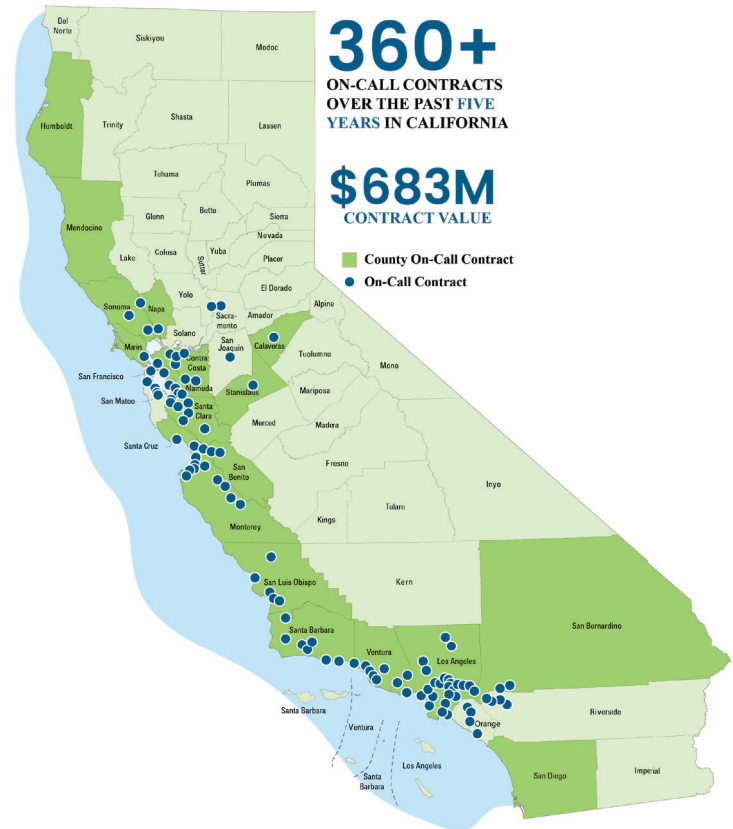 Del
Norte
Siskiyou
Modoc
360+
ON-CALL CONTRACTS
OVER THE PAST FIVE
YEARS IN CALIFORNIA
Humboldt
Trinity
Shasta
Lassen
$683M
CONTRACT VALUE
Tehama
Plumas
Mendocino
Glenn
Butte
Sierra
Nevada
Lake
Colusa
Sutter
Yuba
Placer
County On-Call Contract
On-Call Contract
Sonoma
Napa
Yolo
El Dorado
Sacra-
mento
Amador
Alpine
Solano
Marin
San
Joaquin
Calaveras
Tuolumne
Mono
Contra
Costa
San Francisco
Alameda
Stanislaus
Mariposa
San Mateo
Santa
Clara
Merced
Madera
Santa Cruz
Fresno
San
Benito
Inyo
Monterey
Kings
Tulare
San Luis Obispo
Kern
San Bernardino
Santa Barbara
Ventura
Los Angeles
Santa Barbara
Ventura
Orange
Riverside
Los Angeles
Santa
Barbara
San Diego
Imperial